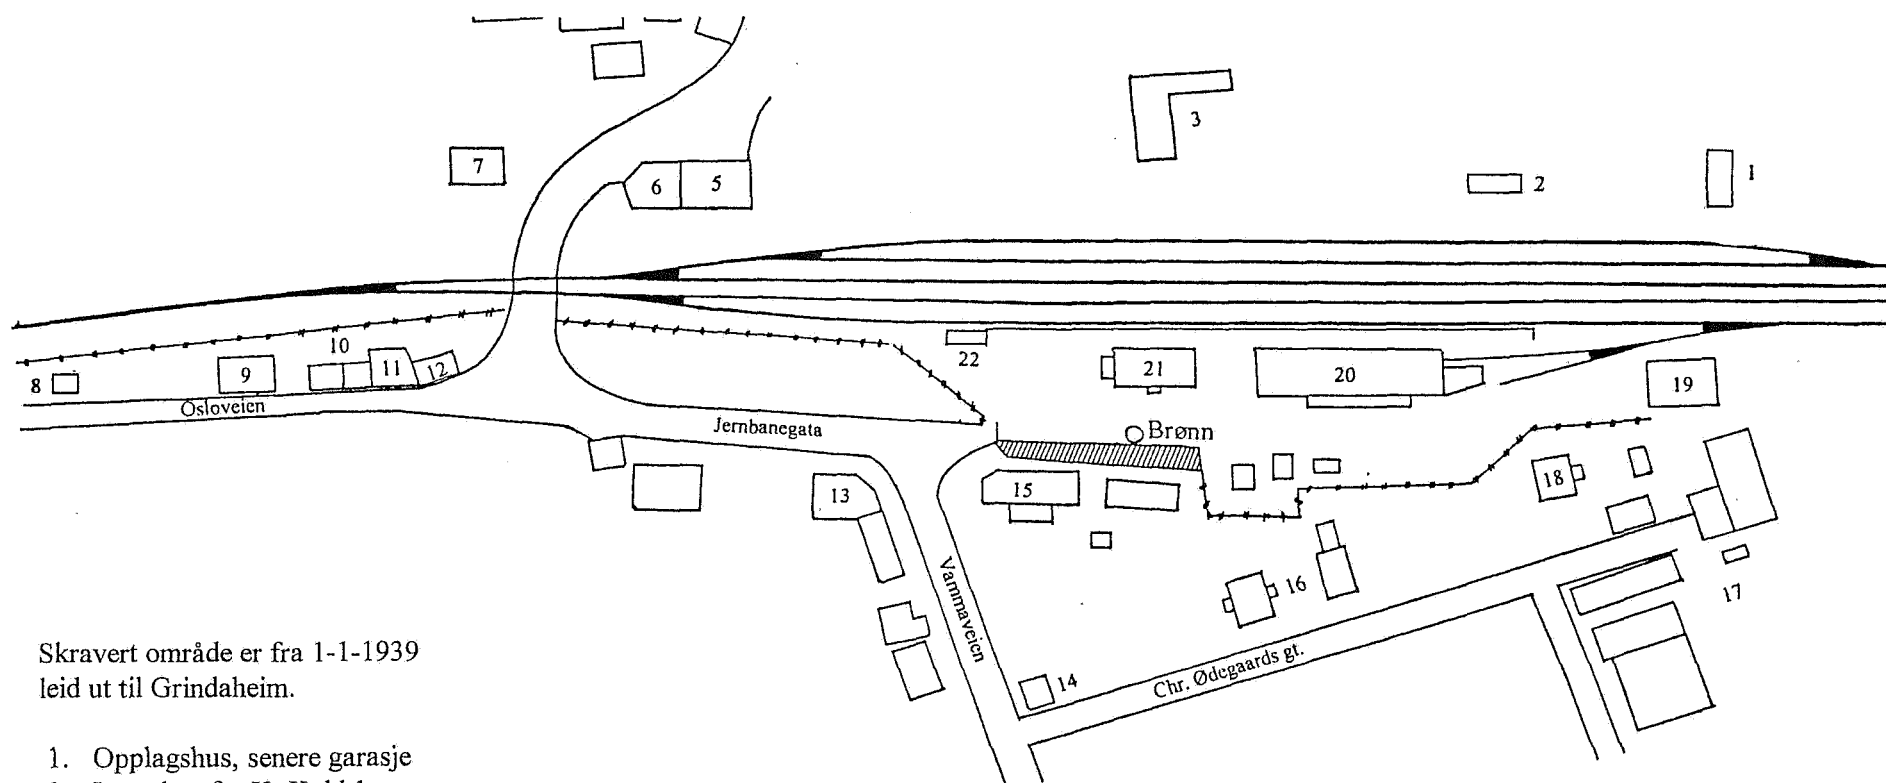 3
7
6
5
2
1
10
8
9
11
12
22
21
20
19
Osloveien
Jernbanegata
Brønn
13
15
18
Vammaveien
16
17
14
Chr. Ødegaards gt.
Skravert område er fra 1-1-1939
leid ut til Grindaheim.
1. Opplagshus, senere garasje